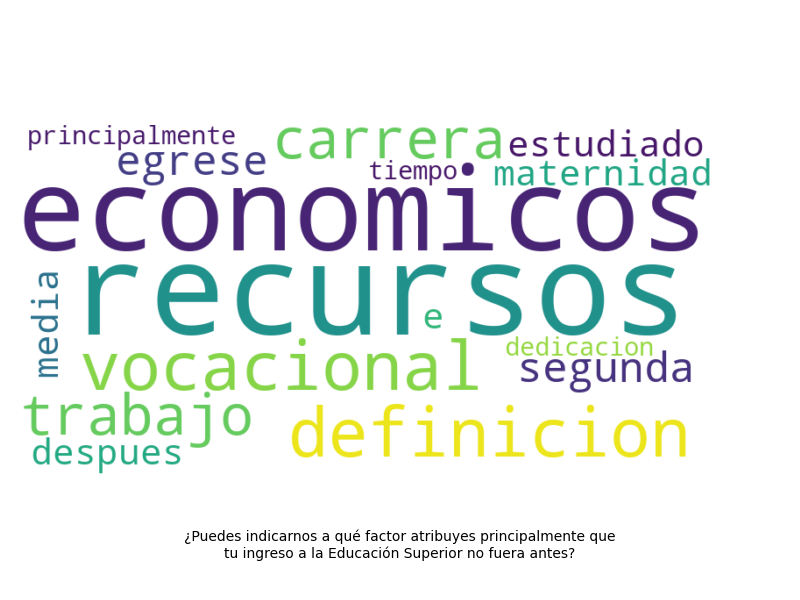 principalmente
carrera
estudiado
egrese
tiempo
maternidad
economicos
recursos
media
e
vocacional
dedicacion
segunda
trabajo
definicion
despues
¿Puedes indicarnos a qué factor atribuyes principalmente que
tu ingreso a la Educación Superior no fuera antes?